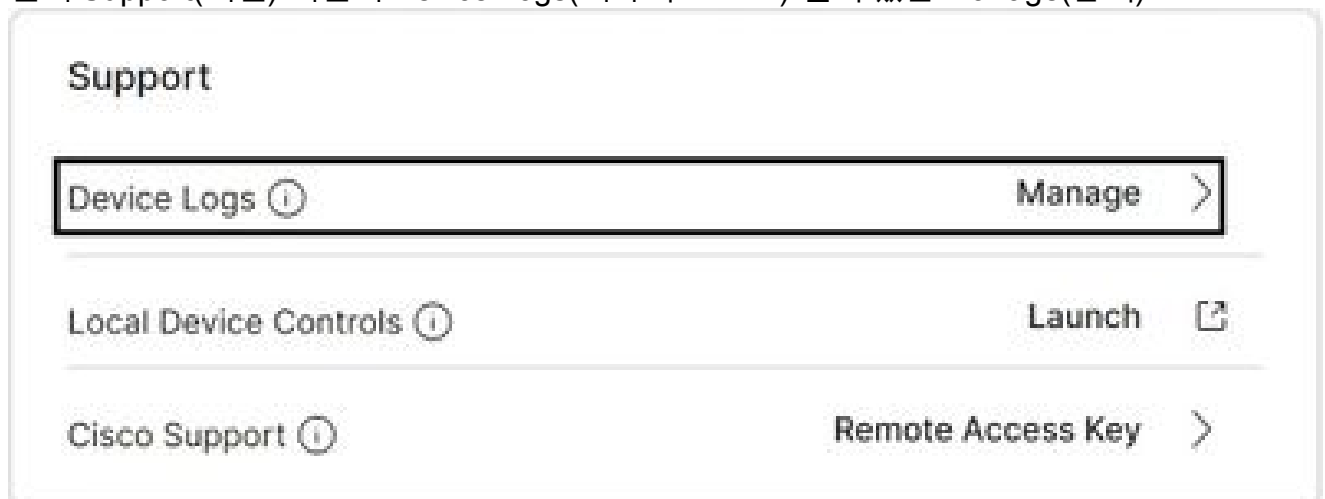 Support
Device Logs ⓘ Manage >
Local Device Controls ⓘ Launch
Cisco Support ⓘ Remote Access Key >